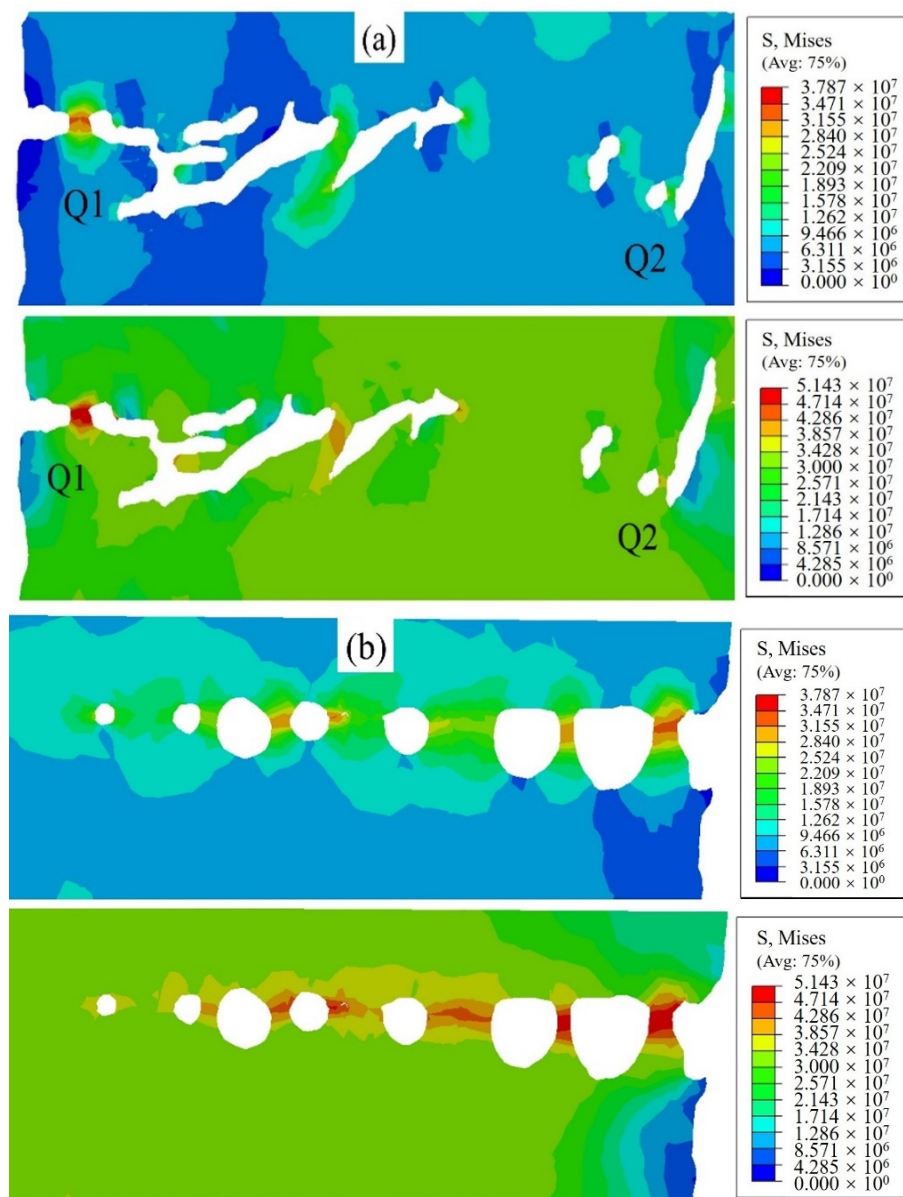 (a)
Q1
Q2
S, Mises
(Avg: 75%)
3.787 × 10⁷
3.471 × 10⁷
3.155 × 10⁷
2.840 × 10⁷
2.524 × 10⁷
2.209 × 10⁷
1.893 × 10⁷
1.578 × 10⁷
1.262 × 10⁷
9.466 × 10⁶
6.311 × 10⁶
3.155 × 10⁶
0.000 × 10⁰
Q1
Q2
S, Mises
(Avg: 75%)
5.143 × 10⁷
4.714 × 10⁷
4.286 × 10⁷
3.857 × 10⁷
3.428 × 10⁷
3.000 × 10⁷
2.571 × 10⁷
2.143 × 10⁷
1.714 × 10⁷
1.286 × 10⁷
8.571 × 10⁶
4.285 × 10⁶
0.000 × 10⁰
(b)
S, Mises
(Avg: 75%)
3.787 × 10⁷
3.471 × 10⁷
3.155 × 10⁷
2.840 × 10⁷
2.524 × 10⁷
2.209 × 10⁷
1.893 × 10⁷
1.578 × 10⁷
1.262 × 10⁷
9.466 × 10⁶
6.311 × 10⁶
3.155 × 10⁶
0.000 × 10⁰
S, Mises
(Avg: 75%)
5.143 × 10⁷
4.714 × 10⁷
4.286 × 10⁷
3.857 × 10⁷
3.428 × 10⁷
3.000 × 10⁷
2.571 × 10⁷
2.143 × 10⁷
1.714 × 10⁷
1.286 × 10⁷
8.571 × 10⁶
4.285 × 10⁶
0.000 × 10⁰